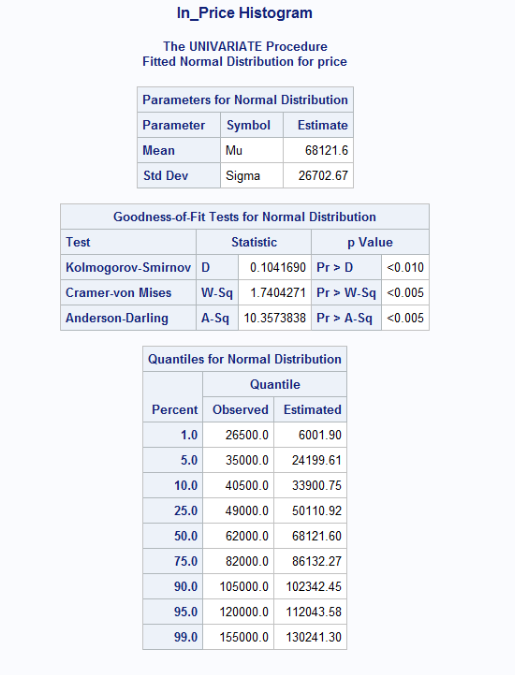 In_Price Histogram
The UNIVARIATE Procedure
Fitted Normal Distribution for price
Parameters for Normal Distribution
Parameter Symbol Estimate
Mean Mu 68121.6
Std Dev Sigma 26702.67
Goodness-of-Fit Tests for Normal Distribution
Test Statistic p Value
Kolmogorov-Smirnov D 0.1041690 Pr > D <0.010
Cramer-von Mises W-Sq 1.7404271 Pr > W-Sq <0.005
Anderson-Darling A-Sq 10.3573838 Pr > A-Sq <0.005
Quantiles for Normal Distribution
Quantile
Percent Observed Estimated
1.0 26500.0 6001.90
5.0 35000.0 24199.61
10.0 40500.0 33900.75
25.0 49000.0 50110.92
50.0 62000.0 68121.60
75.0 82000.0 86132.27
90.0 105000.0 102342.45
95.0 120000.0 112043.58
99.0 155000.0 130241.30